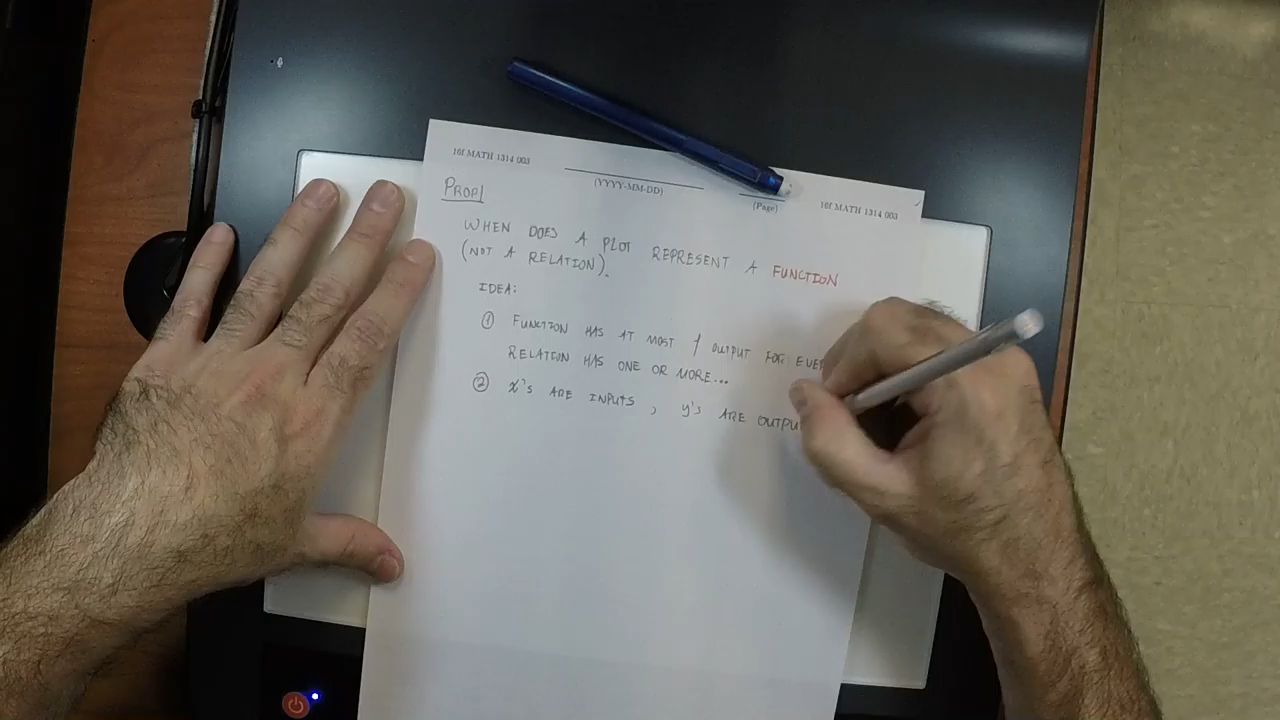 16f MATH 1314 003
(YYYY-MM-DD)
(Page)
16f MATH 1314 003
PROP1
WHEN DOES A PLOT REPRESENT A FUNCTION
(NOT A RELATION).
IDEA:
① FUNCTION HAS AT MOST 1 OUTPUT FOR EVER
RELATION HAS ONE OR MORE...
② x's ARE INPUTS, y's ARE OUTPU